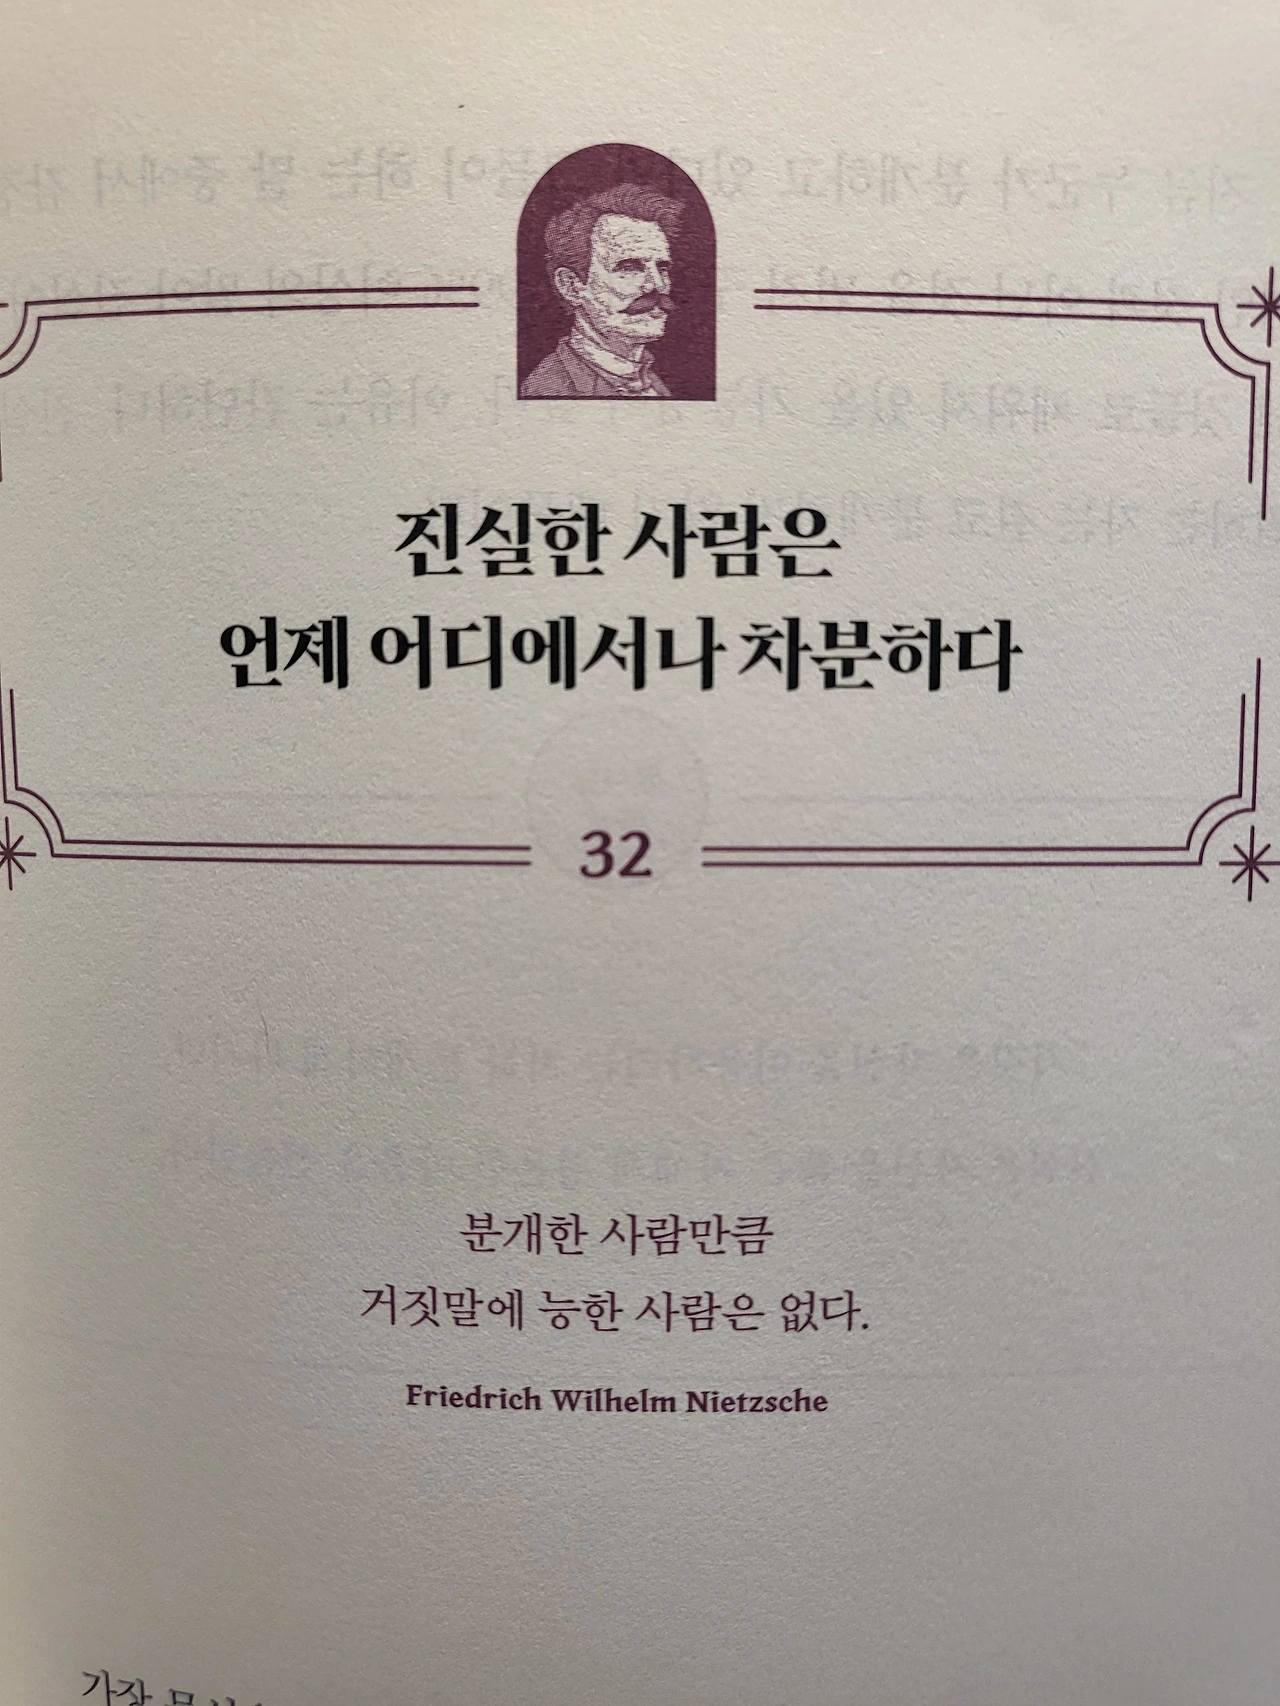 진실한 사람은
언제 어디에서나 차분하다
32
분개한 사람만큼
거짓말에 능한 사람은 없다.
Friedrich Wilhelm Nietzsche
가장